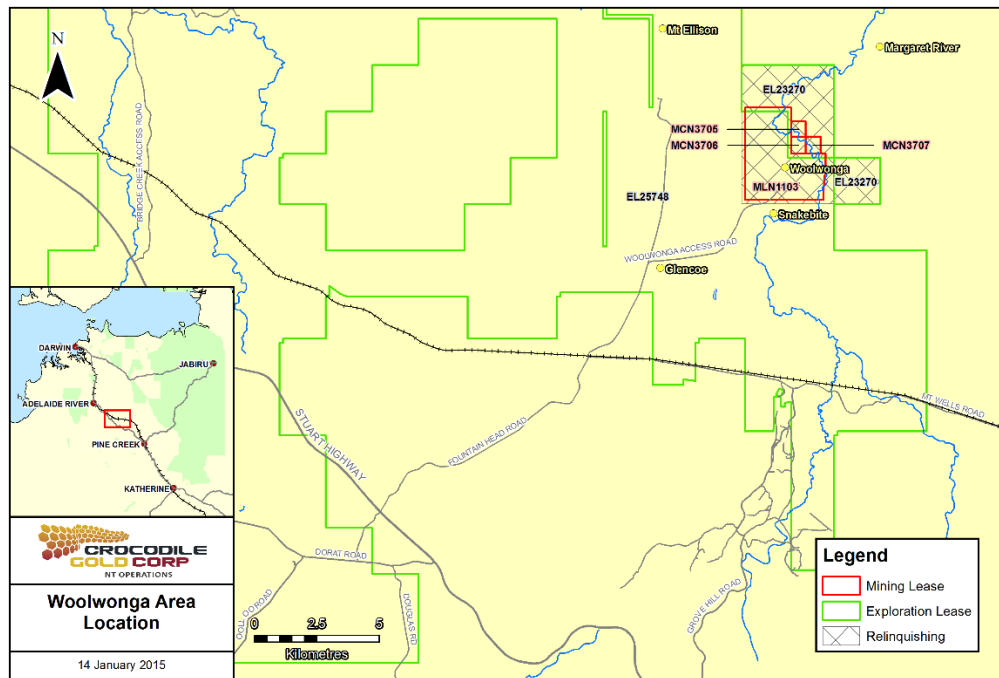 N
Mt Ellison
Margaret River
EL23270
MCN3705
MCN3706
MCN3707
Woolwonga
EL23270
MLN1103
EL25748
Snakebite
WOOLWONGA ACCESS ROAD
Glencoe
BRIDGE CREEK ACCESS ROAD
MT WELLS ROAD
STUART HIGHWAY
FOUNTAIN HEAD ROAD
DORAT ROAD
OOLLOO ROAD
DOUGLAS RD
GROVE HILL ROAD
DARWIN
JABIRU
ADELAIDE RIVER
PINE CREEK
KATHERINE
CROCODILE
GOLD CORP
NT OPERATIONS
Woolwonga Area
Location
14 January 2015
0 2.5 5
Kilometres
Legend
Mining Lease
Exploration Lease
Relinquishing